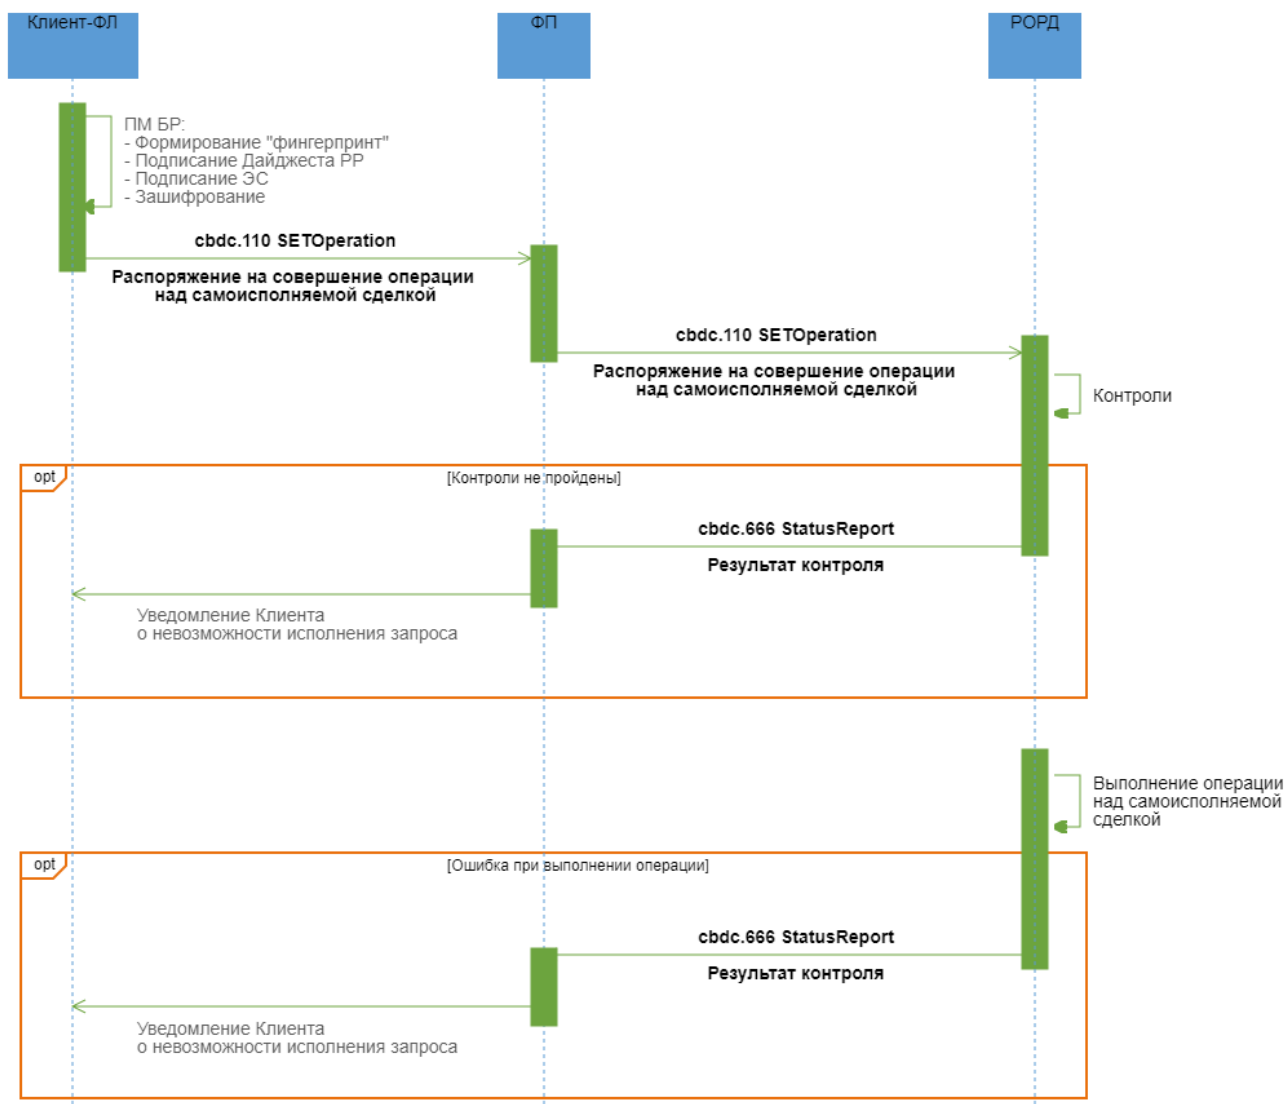 Клиент-ФЛ
ФП
РОРД
ПМ БР:
- Формирование "фингерпринт"
- Подписание Дайджеста РР
- Подписание ЭС
- Зашифрование
cbdc.110 SETOperation
Распоряжение на совершение операции
над самоисполняемой сделкой
cbdc.110 SETOperation
Распоряжение на совершение операции
над самоисполняемой сделкой
Контроли
opt
[Контроли не пройдены]
cbdc.666 StatusReport
Результат контроля
Уведомление Клиента
о невозможности исполнения запроса
Выполнение операции
над самоисполняемой
сделкой
opt
[Ошибка при выполнении операции]
cbdc.666 StatusReport
Результат контроля
Уведомление Клиента
о невозможности исполнения запроса